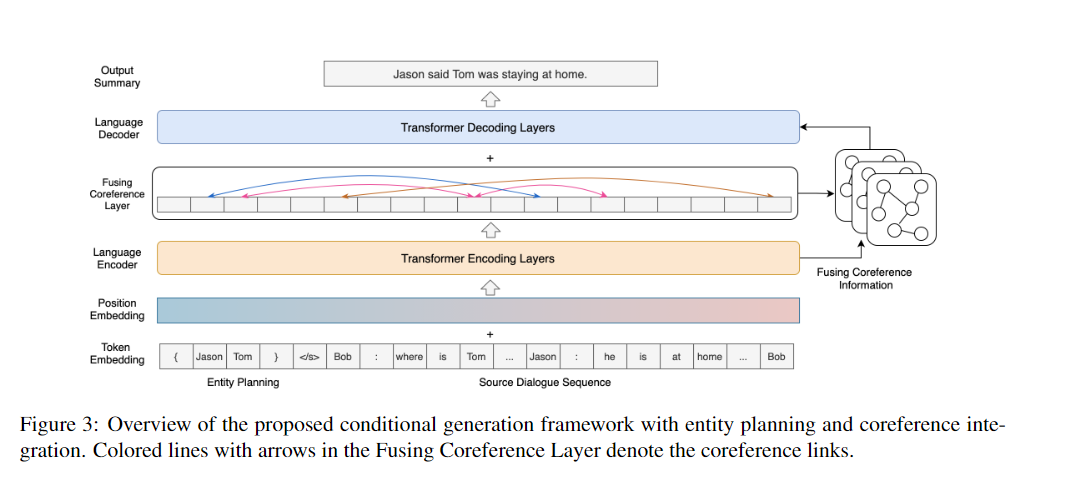 Output
Summary
Jason said Tom was staying at home.
Language
Decoder
Transformer Decoding Layers
+
Fusing
Coreference
Layer
Language
Encoder
Transformer Encoding Layers
Fusing Coreference
Information
Position
Embedding
+
Token
Embedding
{ Jason Tom } </s> Bob : where is Tom ... Jason : he is at home ... Bob
Entity Planning Source Dialogue Sequence
Figure 3: Overview of the proposed conditional generation framework with entity planning and coreference inte-
gration. Colored lines with arrows in the Fusing Coreference Layer denote the coreference links.